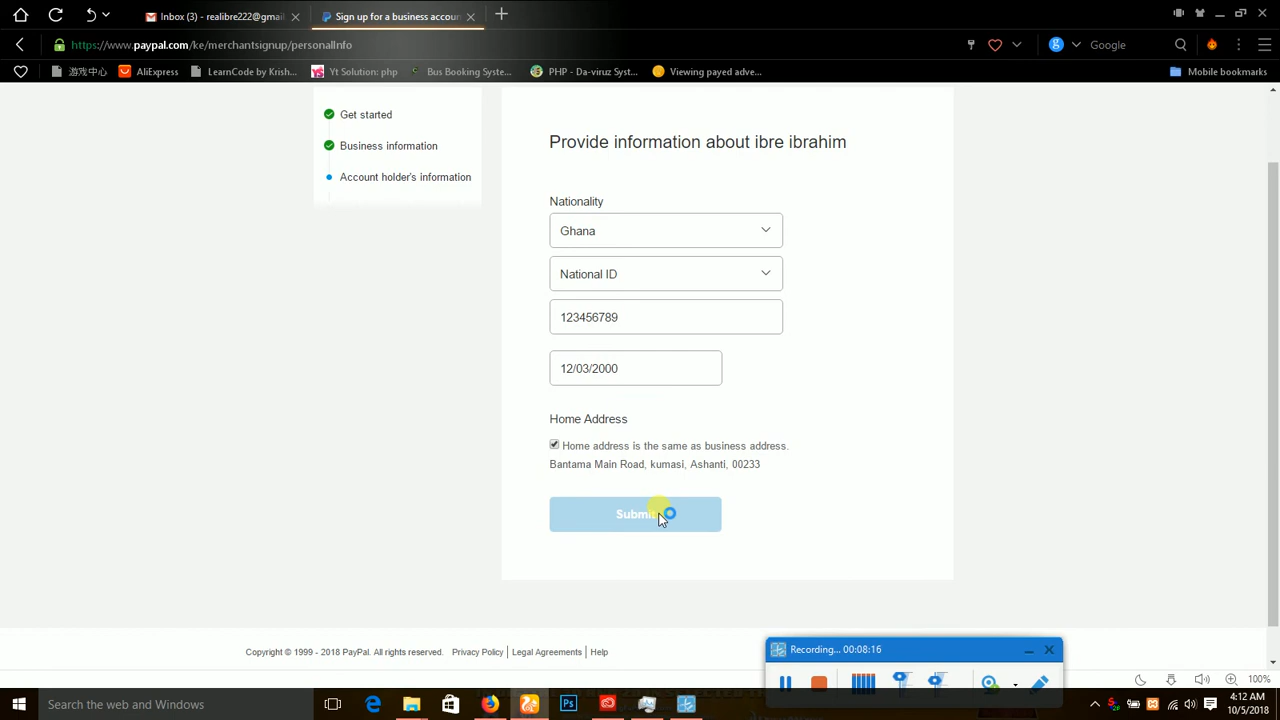 Inbox (3) - realibre222@gmail
Sign up for a business accoun
https://www.paypal.com/ke/merchantsignup/personalInfo
Google
游戏中心
AliExpress
LearnCode by Krish...
Yt Solution: php
Bus Booking Syste...
PHP - Da-viruz Syst...
Viewing payed adve...
Mobile bookmarks
Get started
Business information
Account holder's information
Provide information about ibre ibrahim
Nationality
Ghana
National ID
123456789
12/03/2000
Home Address
Home address is the same as business address.
Bantama Main Road, kumasi, Ashanti, 00233
Submit
Copyright © 1999 - 2018 PayPal. All rights reserved.
Privacy Policy
Legal Agreements
Help
Recording... 00:08:16
100%
Search the web and Windows
4:12 AM
10/5/2018